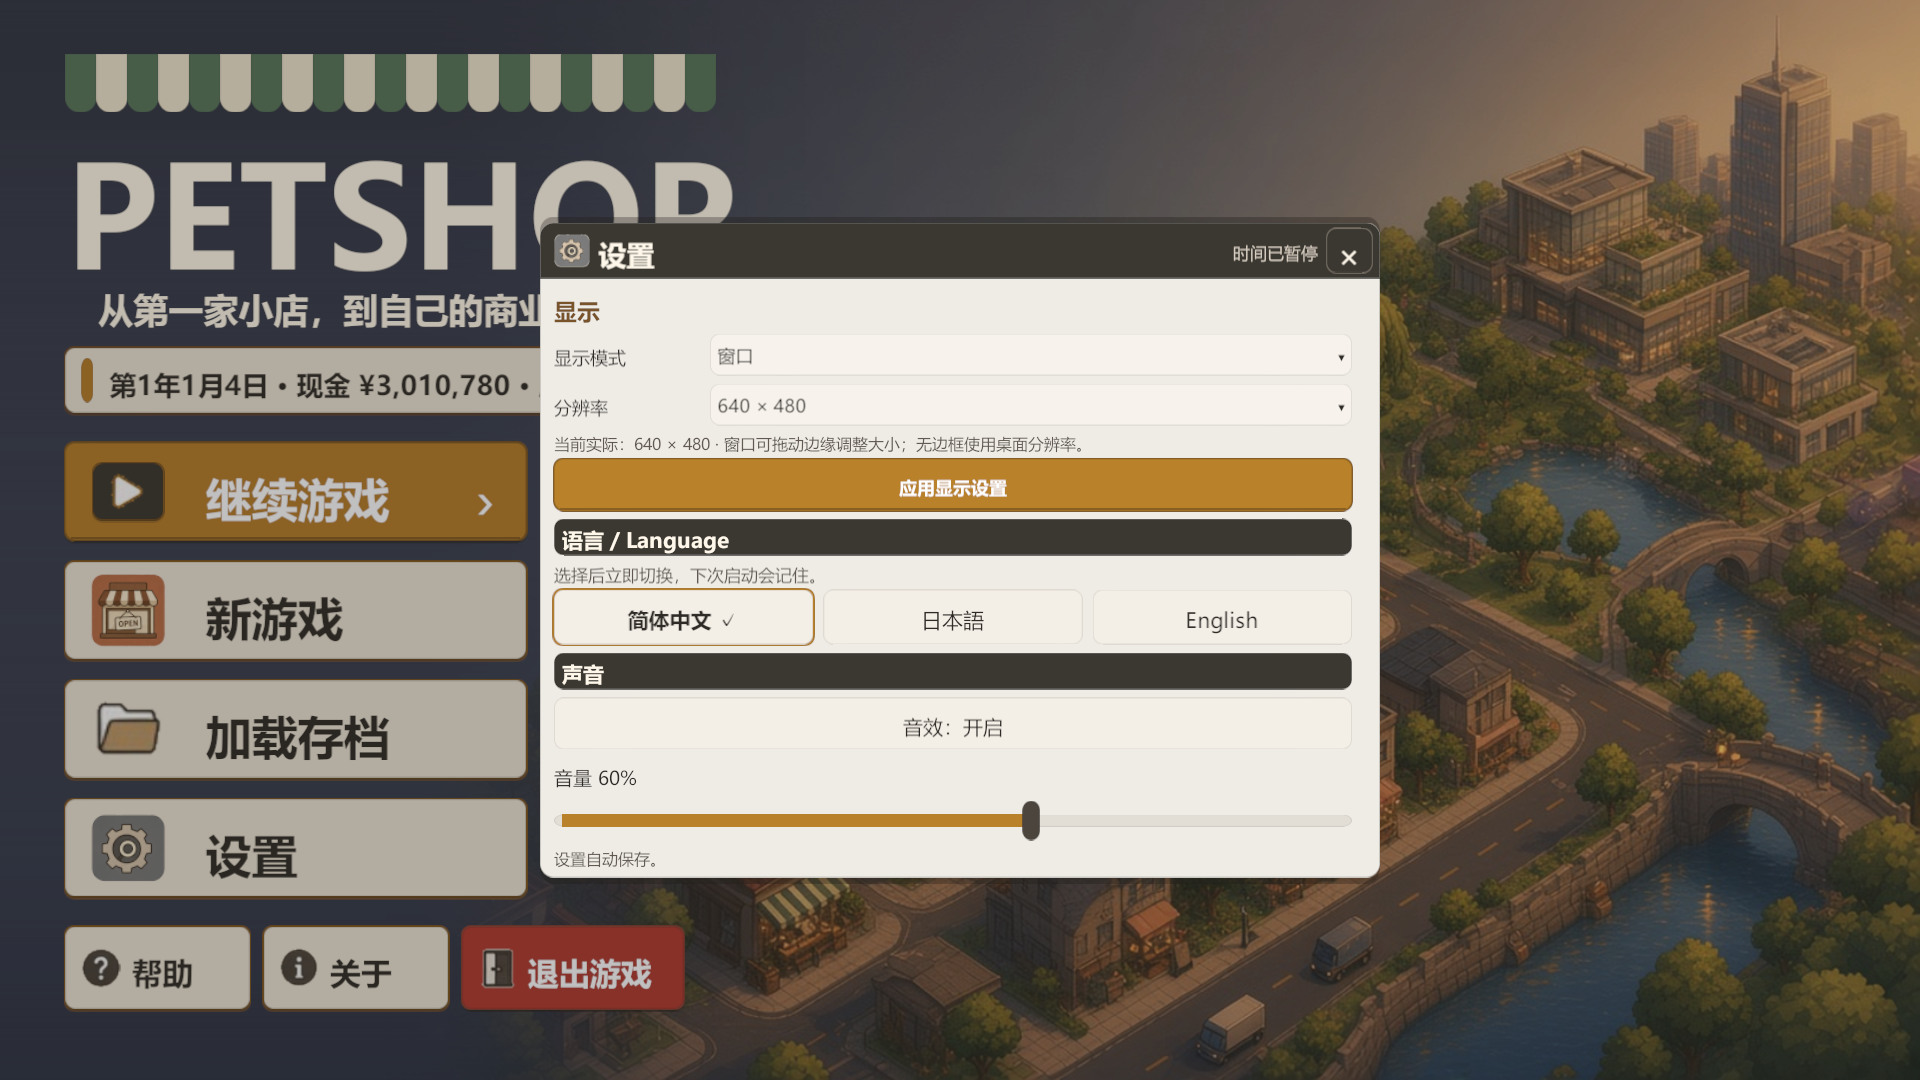 PETSHOP
从第一家小店，到自己的商业
第1年1月4日 • 现金 ¥3,010,780 •
继续游戏 ›
新游戏
OPEN
加载存档
设置
帮助
关于
退出游戏
设置
时间已暂停 ×
显示
显示模式 窗口
分辨率 640 × 480
当前实际：640 × 480 · 窗口可拖动边缘调整大小；无边框使用桌面分辨率。
应用显示设置
语言 / Language
选择后立即切换，下次启动会记住。
简体中文 ✓ 日本語 English
声音
音效：开启
音量 60%
设置自动保存。